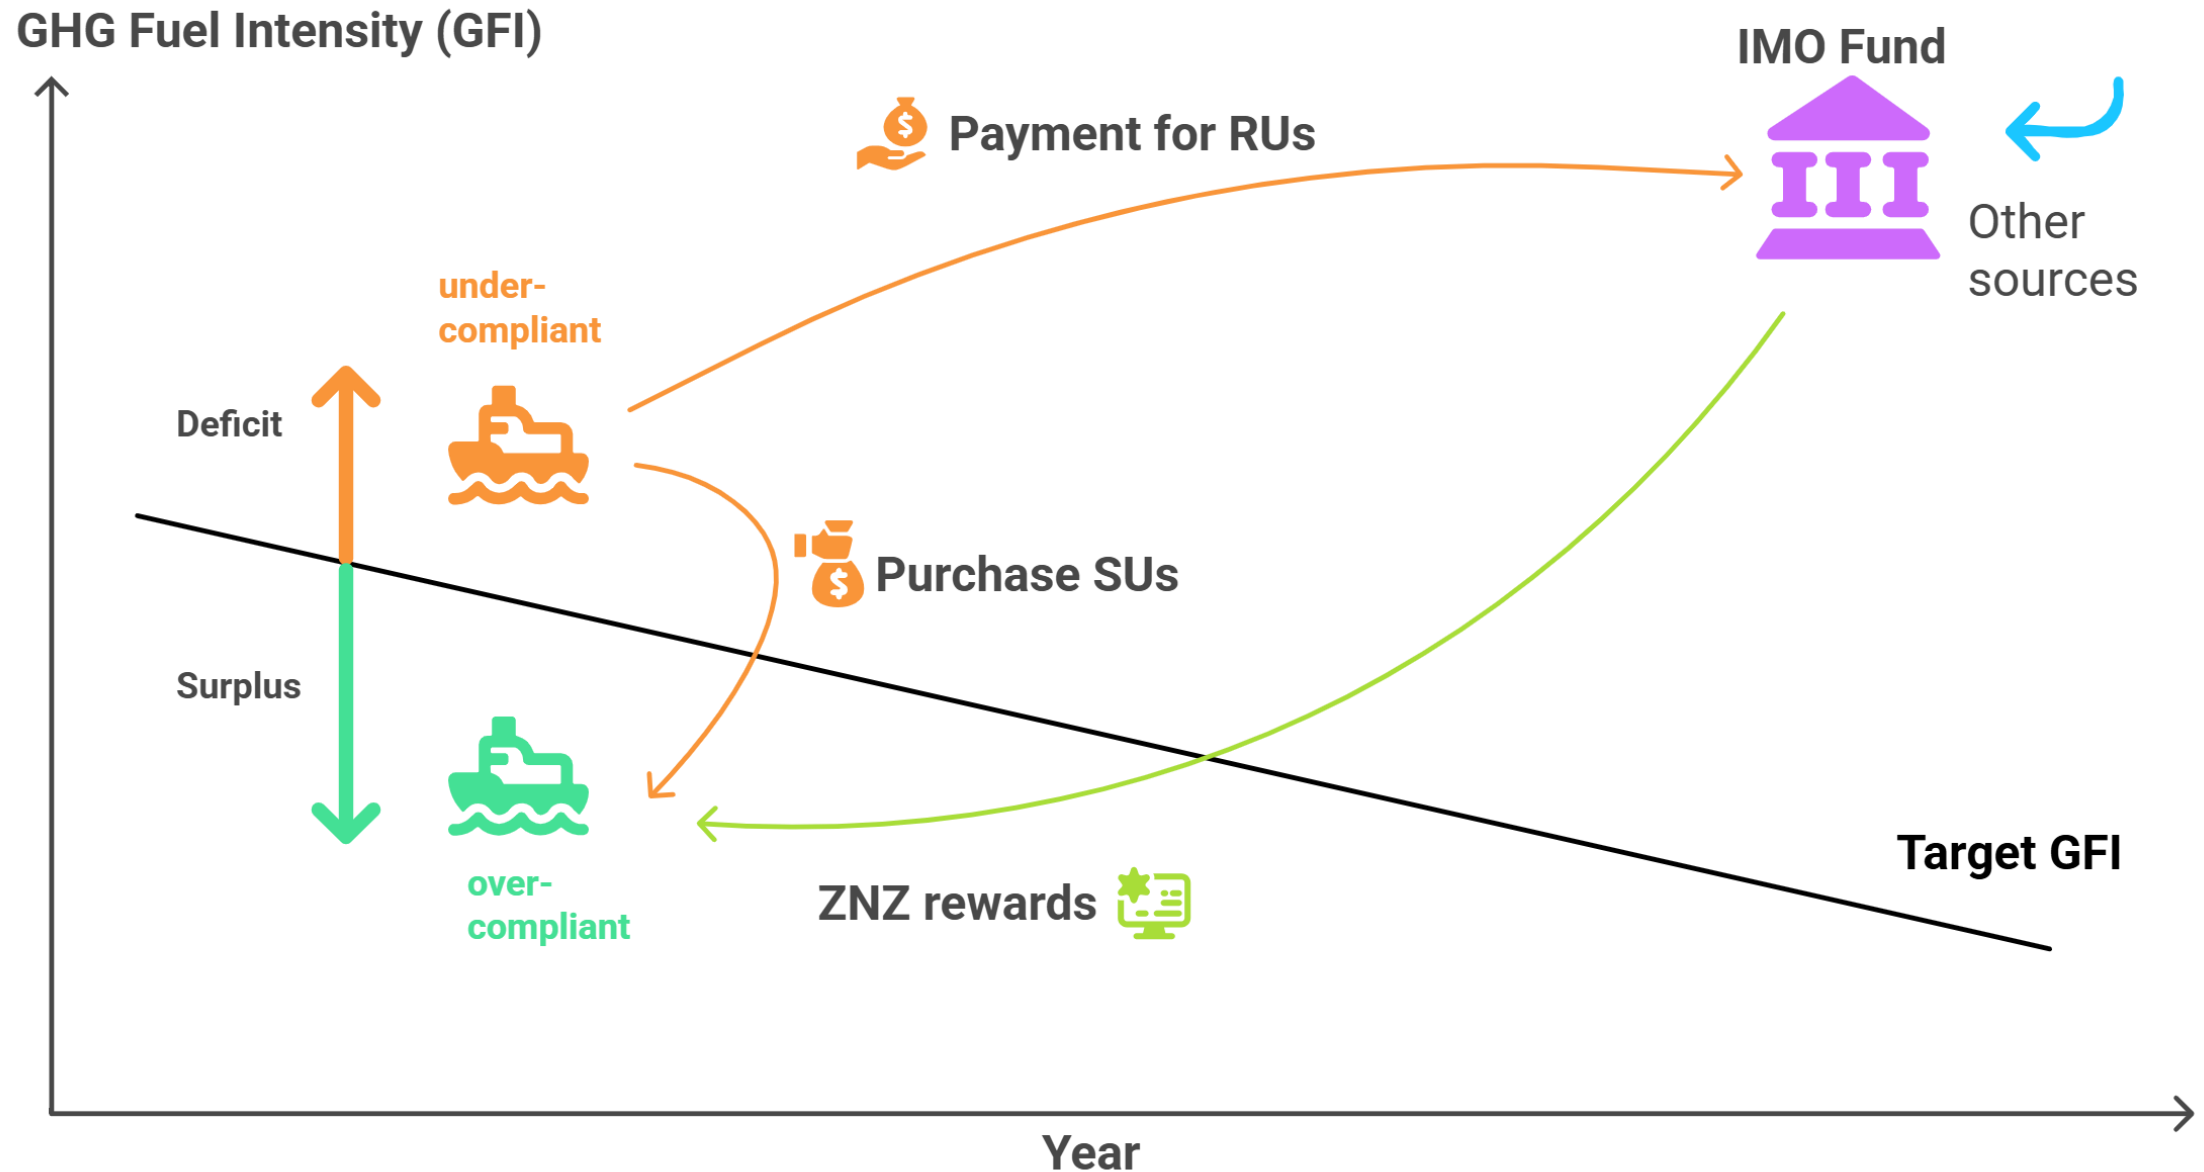 GHG Fuel Intensity (GFI)
IMO Fund
Payment for RUs
Other
sources
under-
compliant
Deficit
Purchase SUs
Surplus
over-
compliant
ZNZ rewards
Target GFI
Year